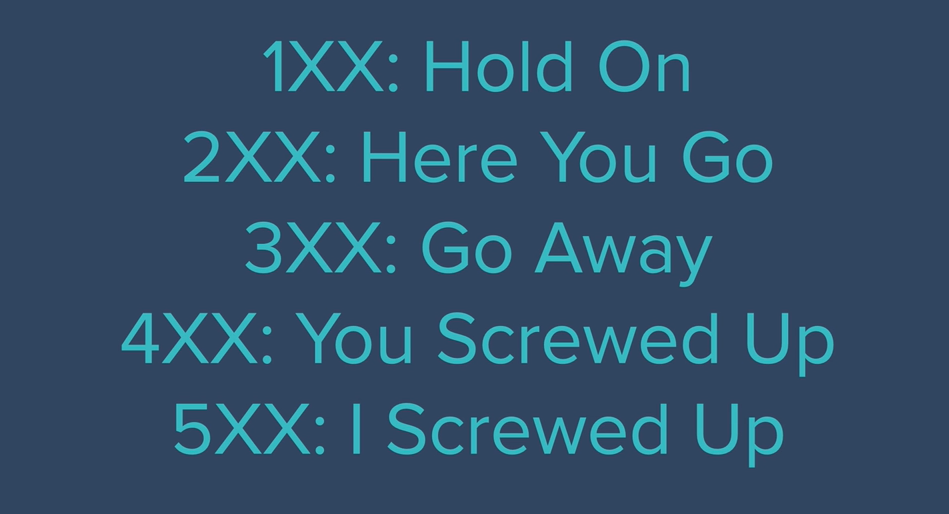 1XX: Hold On
2XX: Here You Go
3XX: Go Away
4XX: You Screwed Up
5XX: I Screwed Up